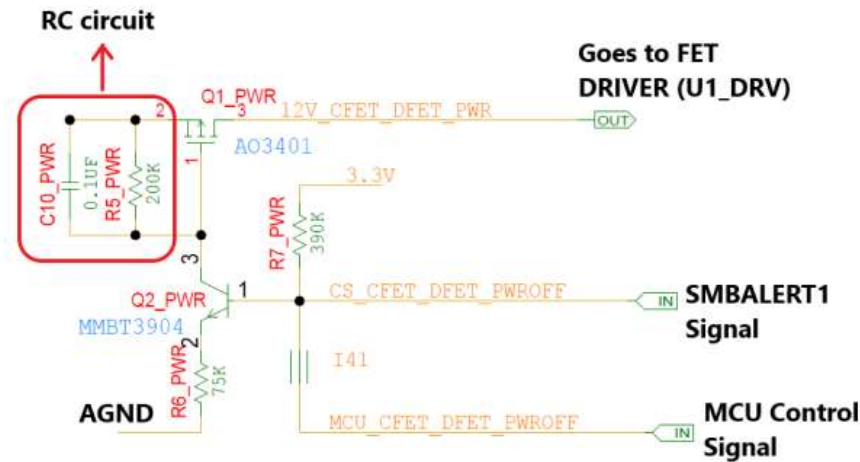 RC circuit
Goes to FET
DRIVER (U1_DRV)
Q1_PWR
2
3
12V_CFET_DFET_PWR
OUT
AO3401
1
C10_PWR
0.1UF
R5_PWR
200K
3.3V
R7_PWR
390K
3
Q2_PWR
1
CS_CFET_DFET_PWROFF
IN
SMBALERT1
Signal
MMBT3904
2
R6_PWR
75K
I41
AGND
MCU_CFET_DFET_PWROFF
IN
MCU Control
Signal